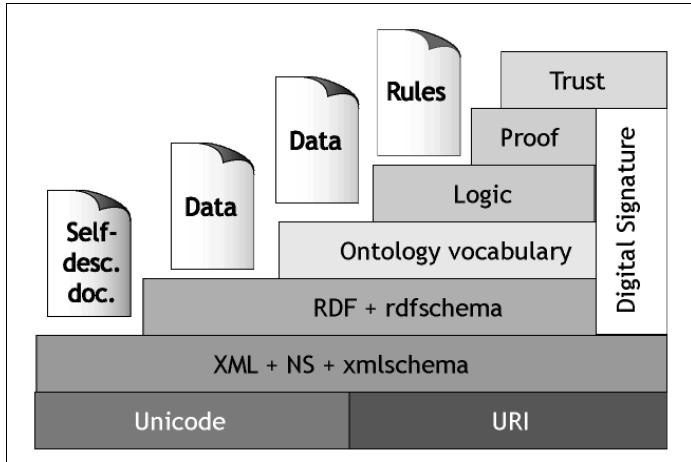 Rules
Trust
Data
Proof
Data
Logic
Self-
desc.
doc.
Ontology vocabulary
Digital Signature
RDF + rdfschema
XML + NS + xmlschema
Unicode
URI